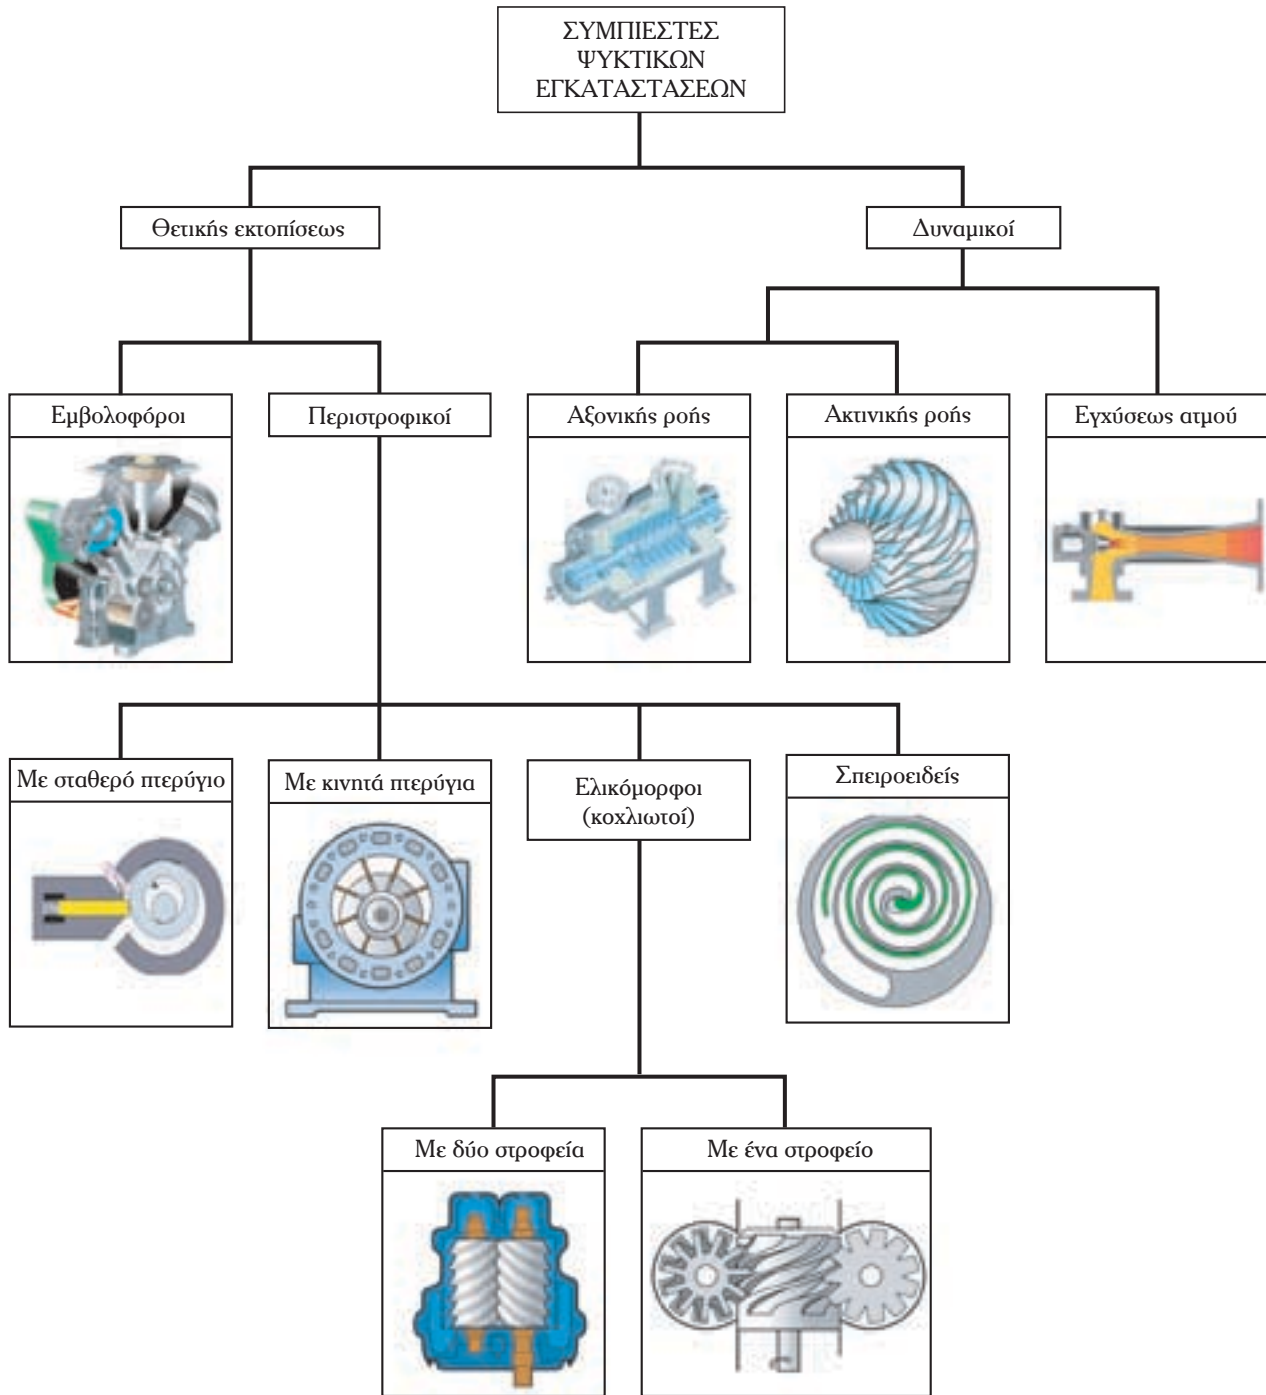 ΣΥΜΠΙΕΣΤΕΣ
ΨΥΚΤΙΚΩΝ
ΕΓΚΑΤΑΣΤΑΣΕΩΝ
Θετικής εκτοπίσεως
Δυναμικοί
Εμβολοφόροι
Περιστροφικοί
Αξονικής ροής
Ακτινικής ροής
Εγχύσεως ατμού
Με σταθερό πτερύγιο
Με κινητά πτερύγια
Ελικόμορφοι
(κοχλιωτοί)
Σπειροειδείς
Με δύο στροφεία
Με ένα στροφείο